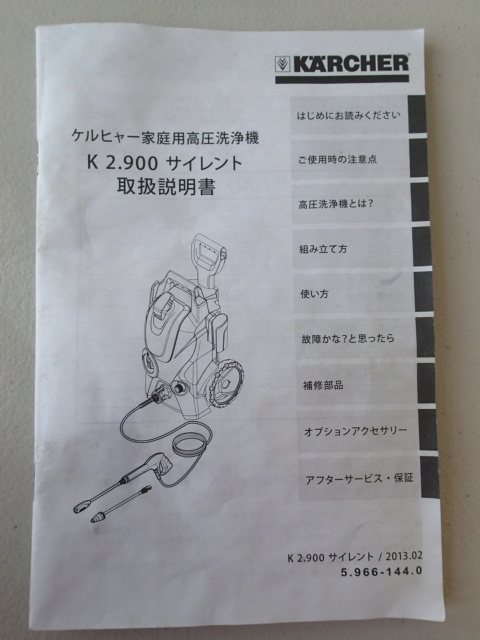 KÄRCHER
ケルヒャー家庭用高圧洗浄機
K 2.900 サイレント
取扱説明書
はじめにお読みください
ご使用時の注意点
高圧洗浄機とは?
組み立て方
使い方
故障かな?と思ったら
補修部品
オプションアクセサリー
アフターサービス・保証
K 2.900 サイレント / 2013.02
5.966-144.0